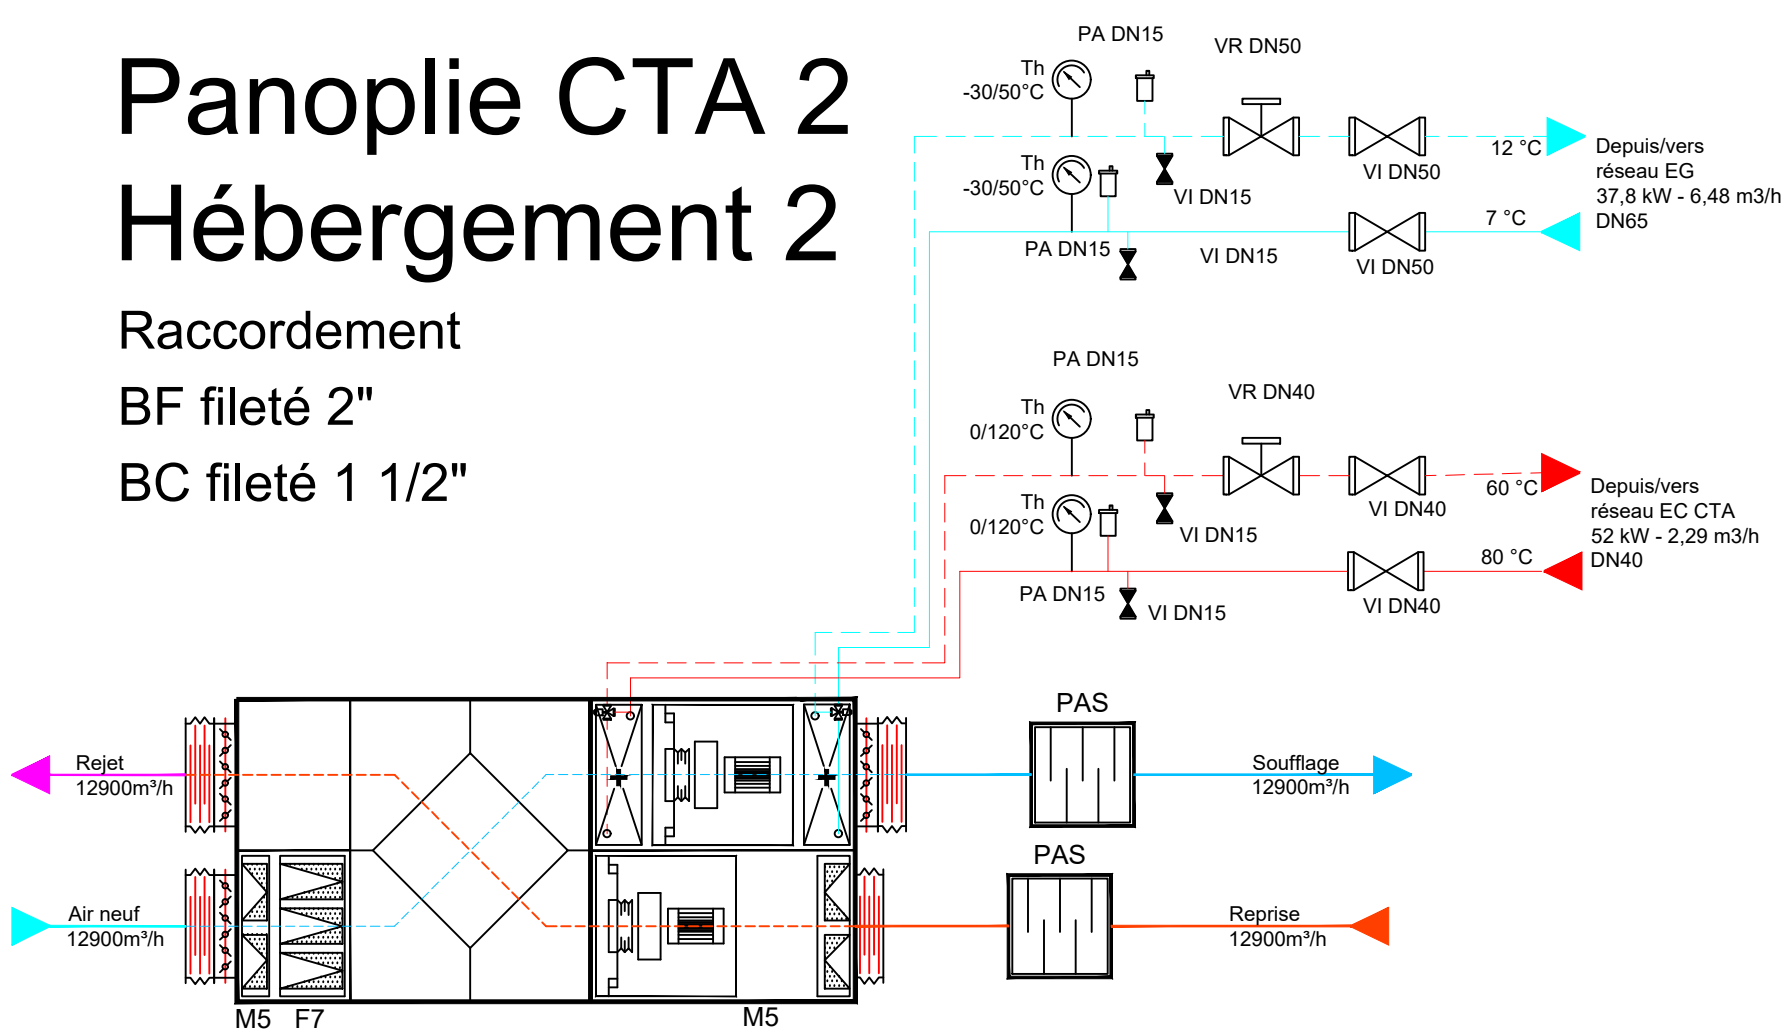 Panoplie CTA 2
Hébergement 2
Raccordement
BF fileté 2"
BC fileté 1 1/2"
PA DN15
VR DN50
Th
-30/50°C
12 °C
VI DN50
Th
-30/50°C
VI DN15
Depuis/vers
réseau EG
37,8 kW - 6,48 m3/h
DN65
7 °C
PA DN15
VI DN15
VI DN50
PA DN15
VR DN40
Th
0/120°C
60 °C
VI DN40
Th
0/120°C
VI DN15
Depuis/vers
réseau EC CTA
52 kW - 2,29 m3/h
DN40
80 °C
PA DN15
VI DN15
VI DN40
PAS
Rejet
12900m³/h
Soufflage
12900m³/h
PAS
Air neuf
12900m³/h
Reprise
12900m³/h
M5
F7
M5